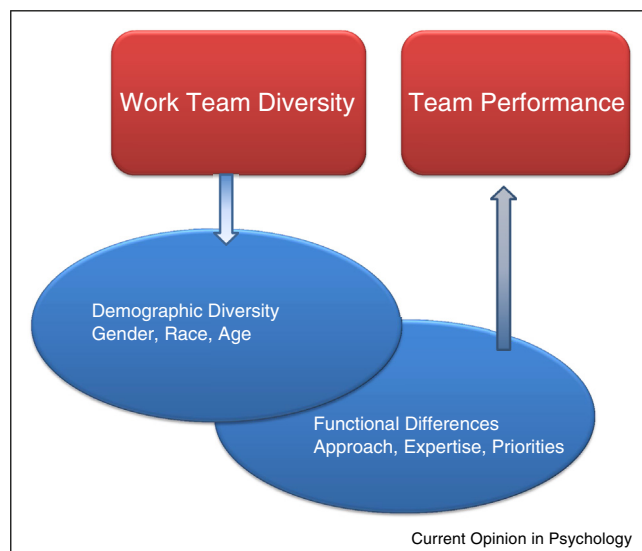 Work Team Diversity
Team Performance
Demographic Diversity
Gender, Race, Age
Functional Differences
Approach, Expertise, Priorities
Current Opinion in Psychology